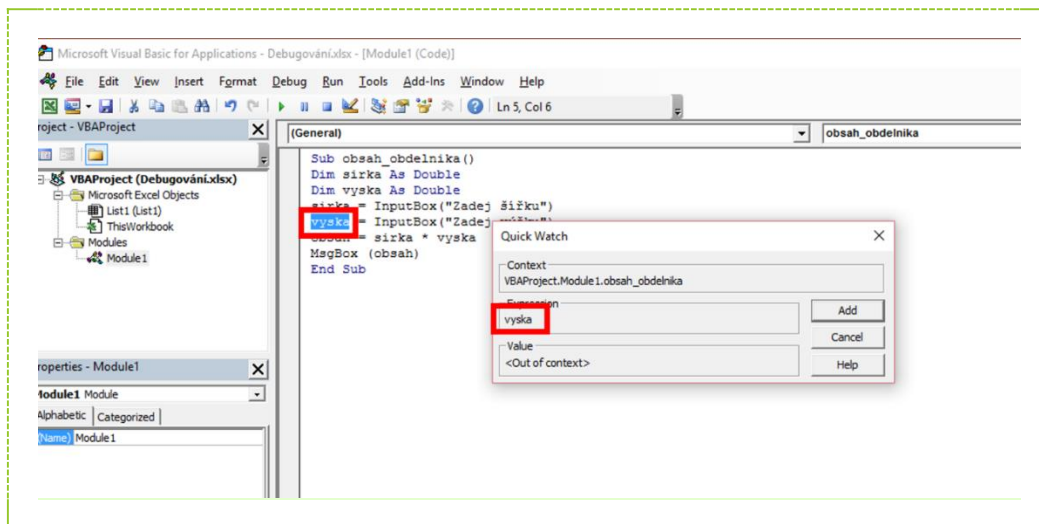 Microsoft Visual Basic for Applications - Debugování.xlsx - [Module1 (Code)]
File Edit View Insert Format Debug Run Tools Add-Ins Window Help
Ln 5, Col 6
roject - VBAProject
VBAProject (Debugování.xlsx)
Microsoft Excel Objects
List1 (List1)
ThisWorkbook
Modules
Module1
roperties - Module1
Module1 Module
Alphabetic Categorized
(Name) Module1
(General) obsah_obdelnika
Sub obsah_obdelnika()
Dim sirka As Double
Dim vyska As Double
sirka = InputBox("Zadej šířku")
vyska = InputBox("Zadej výšku")
obsah = sirka * vyska
MsgBox (obsah)
End Sub
Quick Watch
Context
VBAProject.Module1.obsah_obdelnika
Expression
vyska
Add
Cancel
Value
<Out of context>
Help